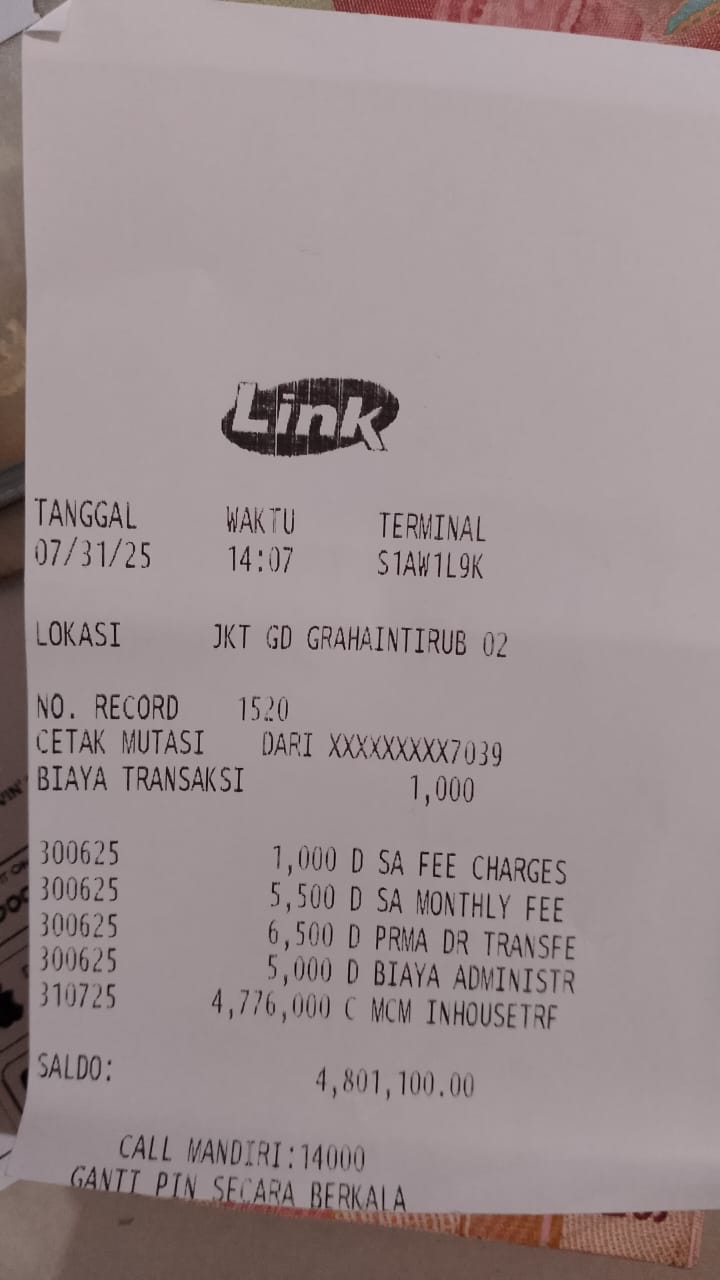 Link
TANGGAL WAKTU TERMINAL
07/31/25 14:07 S1AW1L9K
LOKASI JKT GD GRAHAINTIRUB 02
NO. RECORD 1520
CETAK MUTASI DARI XXXXXXXXX7039
BIAYA TRANSAKSI 1,000
300625 1,000 D SA FEE CHARGES
300625 5,500 D SA MONTHLY FEE
300625 6,500 D PRMA DR TRANSFE
300625 5,000 D BIAYA ADMINISTR
310725 4,776,000 C MCM INHOUSETRF
SALDO: 4,801,100.00
CALL MANDIRI:14000
GANTI PIN SECARA BERKALA